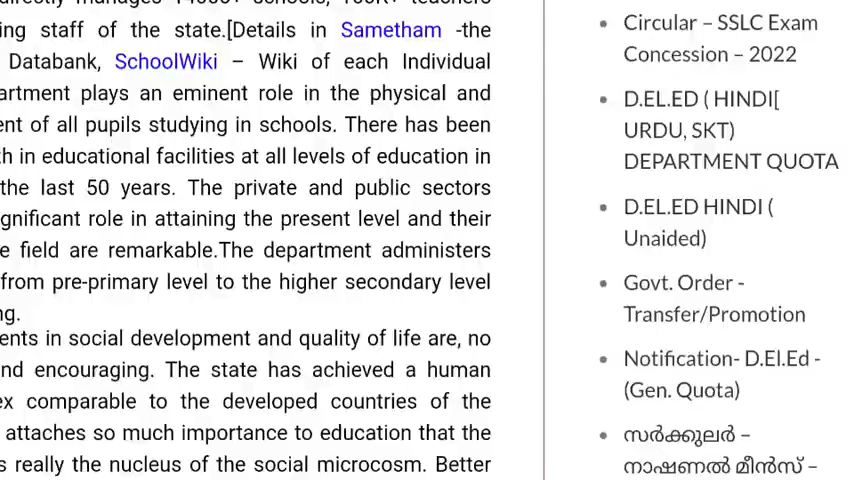 directly manages 14000+ schools, 100K+ teachers
ing staff of the state.[Details in Sametham -the
Databank, SchoolWiki – Wiki of each Individual
artment plays an eminent role in the physical and
ent of all pupils studying in schools. There has been
th in educational facilities at all levels of education in
the last 50 years. The private and public sectors
gnificant role in attaining the present level and their
e field are remarkable.The department administers
from pre-primary level to the higher secondary level
ng.
ents in social development and quality of life are, no
nd encouraging. The state has achieved a human
ex comparable to the developed countries of the
attaches so much importance to education that the
s really the nucleus of the social microcosm. Better
Circular – SSLC Exam
Concession – 2022
D.EL.ED ( HINDI[
URDU, SKT)
DEPARTMENT QUOTA
D.EL.ED HINDI (
Unaided)
Govt. Order -
Transfer/Promotion
Notification- D.El.Ed -
(Gen. Quota)
സർക്കുലർ –
നാഷണൽ മീൻസ് –